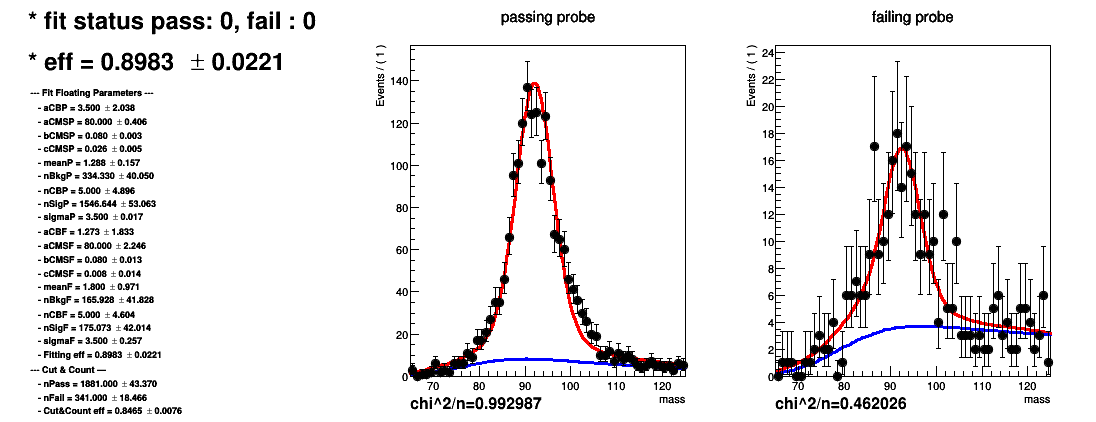 * fit status pass: 0, fail : 0
* eff = 0.8983 ± 0.0221
--- Fit Floating Parameters ---
- aCBP = 3.500 ± 2.038
- aCMSP = 80.000 ± 0.406
- bCMSP = 0.080 ± 0.003
- cCMSP = 0.026 ± 0.005
- meanP = 1.288 ± 0.157
- nBkgP = 334.330 ± 40.050
- nCBP = 5.000 ± 4.896
- nSigP = 1546.644 ± 53.063
- sigmaP = 3.500 ± 0.017
- aCBF = 1.273 ± 1.833
- aCMSF = 80.000 ± 2.246
- bCMSF = 0.080 ± 0.013
- cCMSF = 0.008 ± 0.014
- meanF = 1.800 ± 0.971
- nBkgF = 165.928 ± 41.828
- nCBF = 5.000 ± 4.604
- nSigF = 175.073 ± 42.014
- sigmaF = 3.500 ± 0.257
- Fitting eff = 0.8983 ± 0.0221
--- Cut & Count ---
- nPass = 1881.000 ± 43.370
- nFail = 341.000 ± 18.466
- Cut&Count eff = 0.8465 ± 0.0076
passing probe
Events / ( 1 )
140
120
100
80
60
40
20
0
70 80 90 100 110 120
mass
chi^2/n=0.992987
failing probe
Events / ( 1 )
24
22
20
18
16
14
12
10
8
6
4
2
0
70 80 90 100 110 120
mass
chi^2/n=0.462026